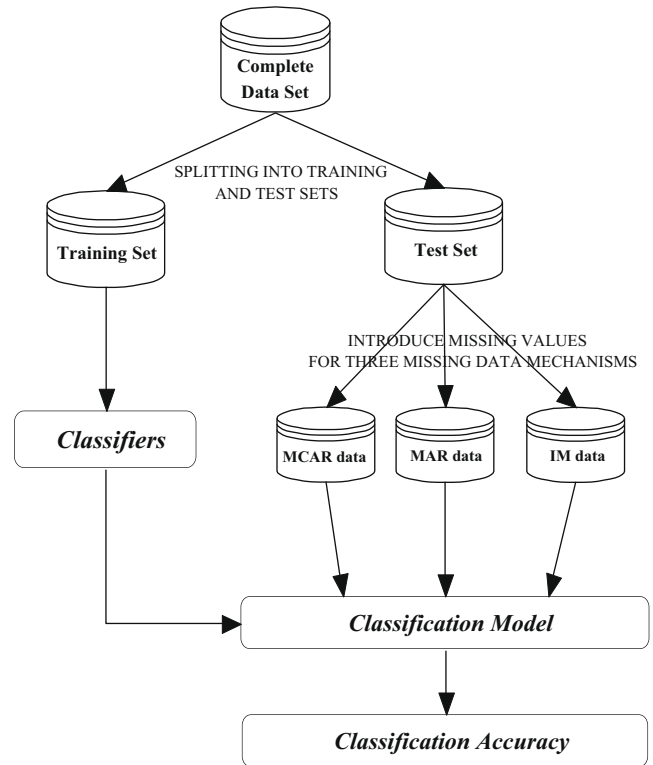 Complete
Data Set
SPLITTING INTO TRAINING
AND TEST SETS
Training Set
Test Set
INTRODUCE MISSING VALUES
FOR THREE MISSING DATA MECHANISMS
Classifiers
MCAR data
MAR data
IM data
Classification Model
Classification Accuracy